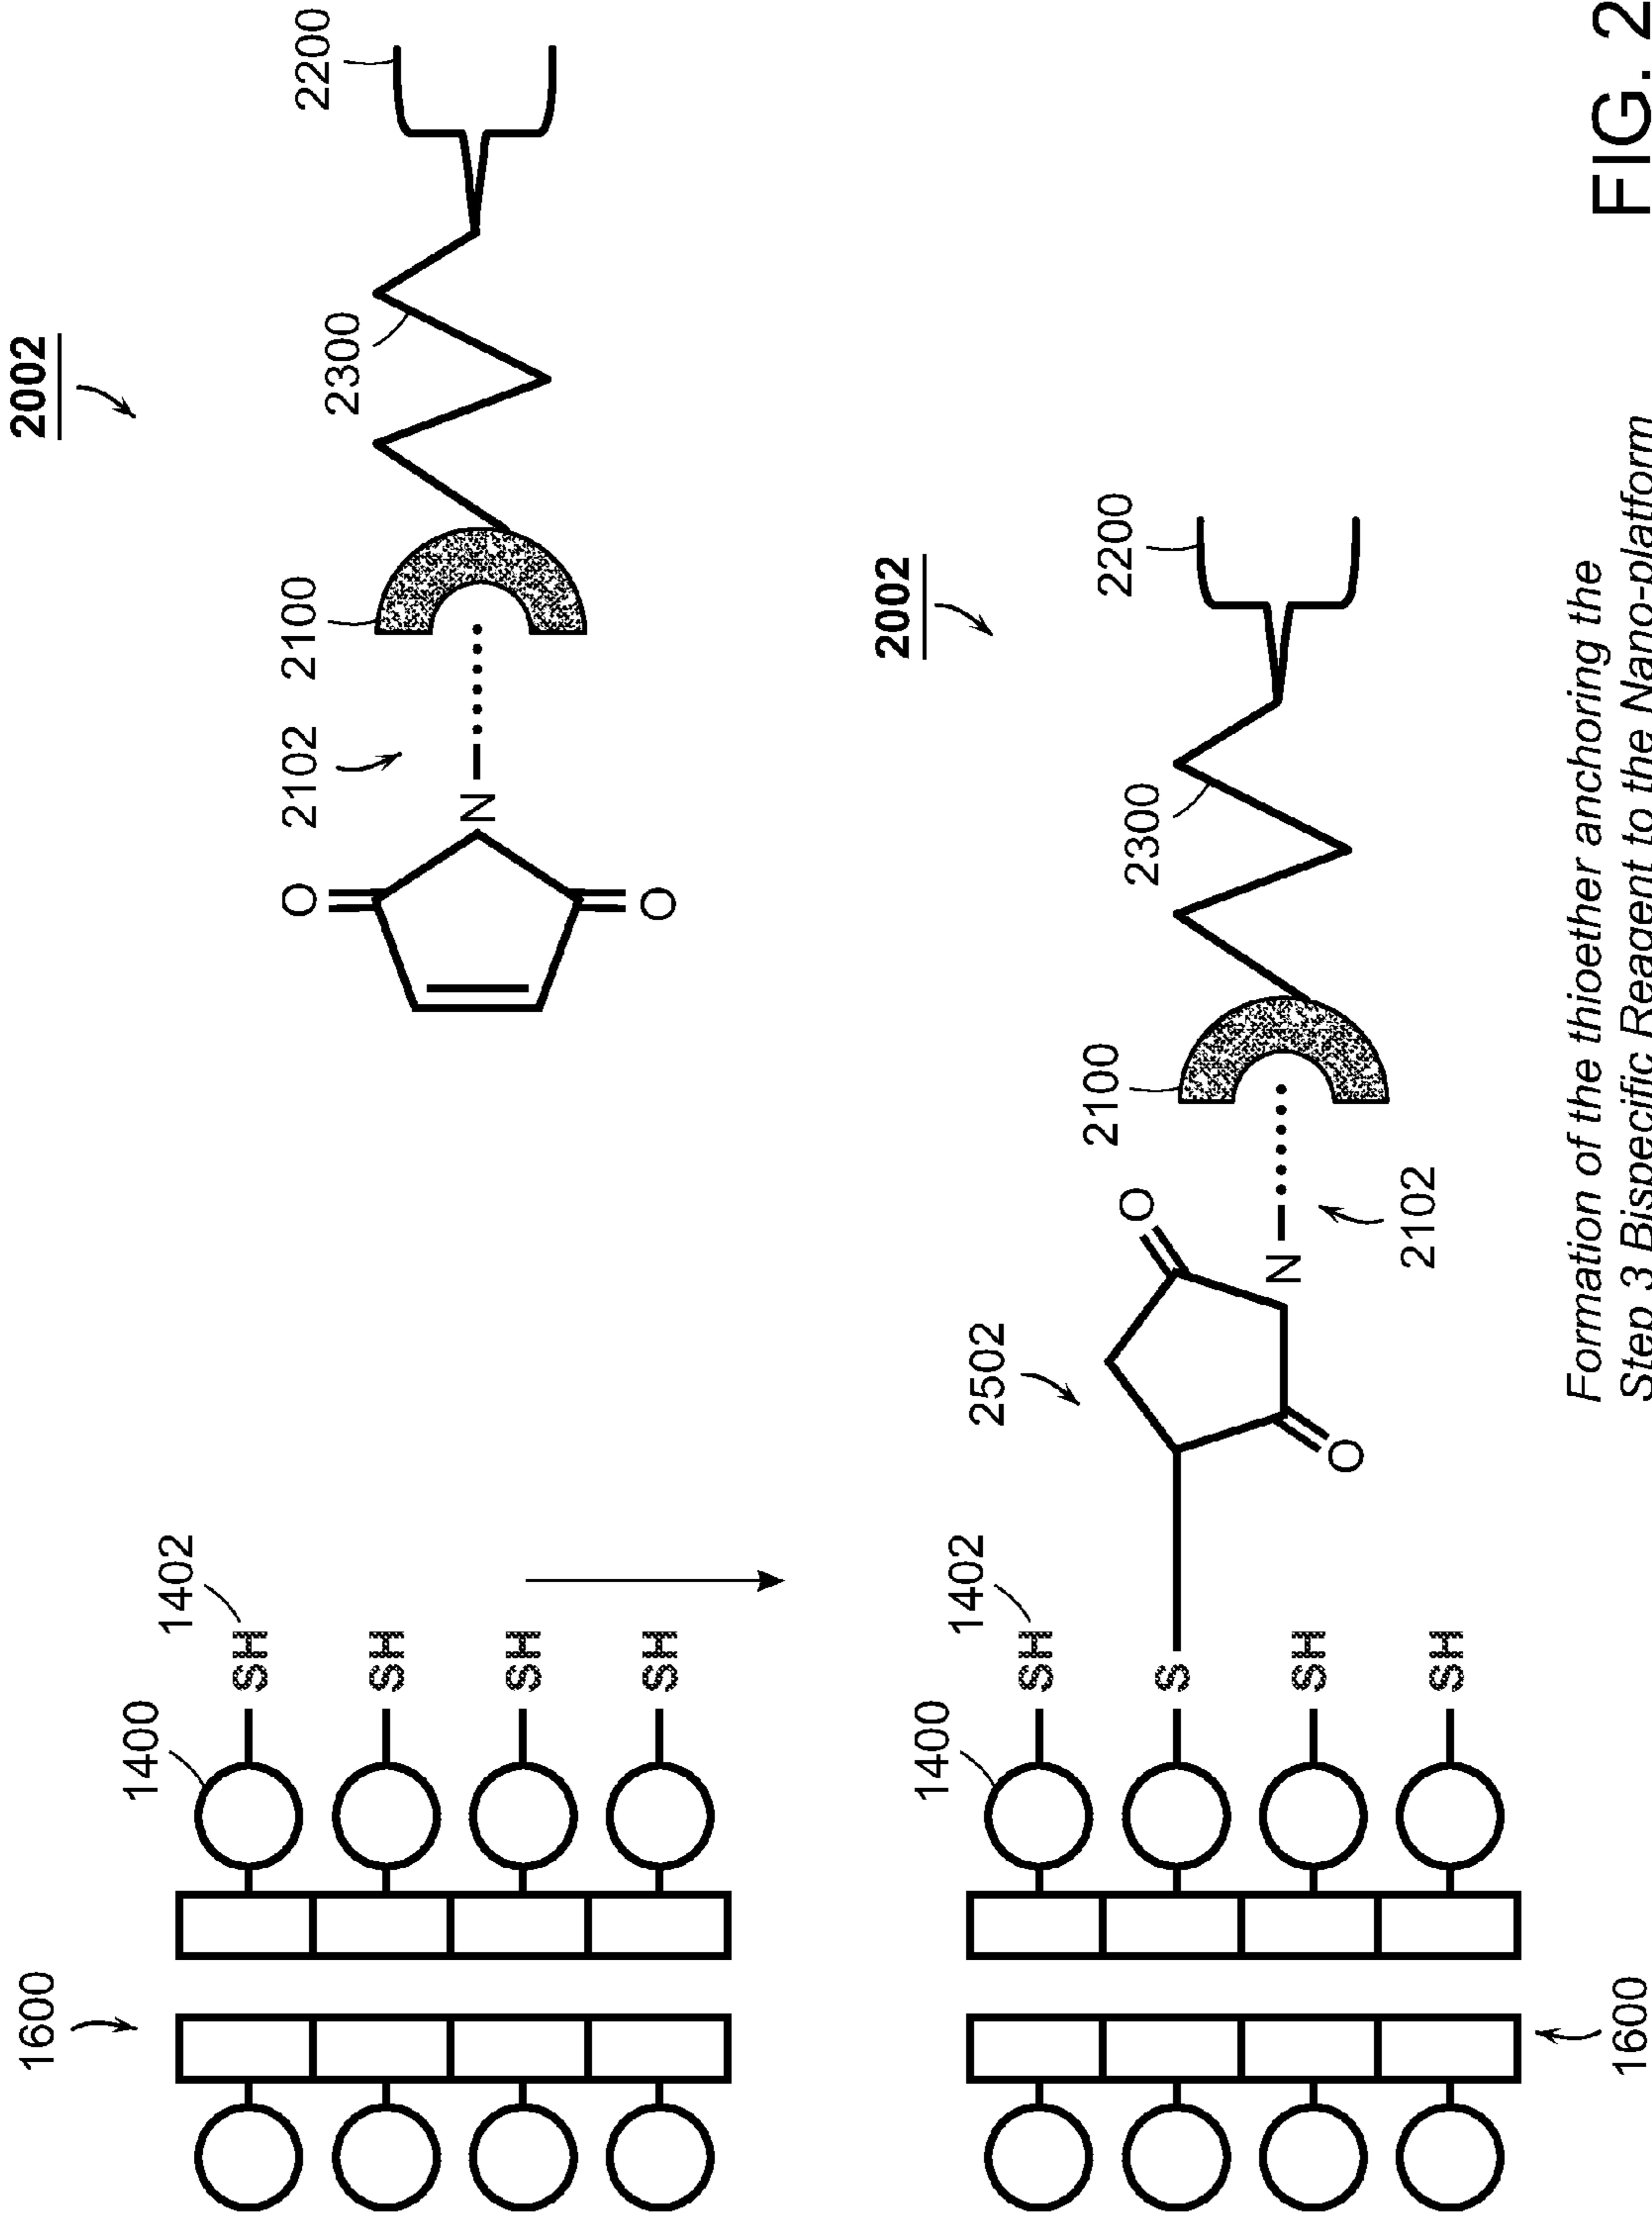 1600
2002
1400
1402
SH
O
2102
2100
2200
2300
SH
N
SH
SH
O
2002
1400
1402
2502
SH
2100
2200
O
2300
S
N
SH
O
2102
SH
1600
Formation of the thioether anchoring the
Step 3 Bispecific Reagent to the Nano-platform
FIG. 2